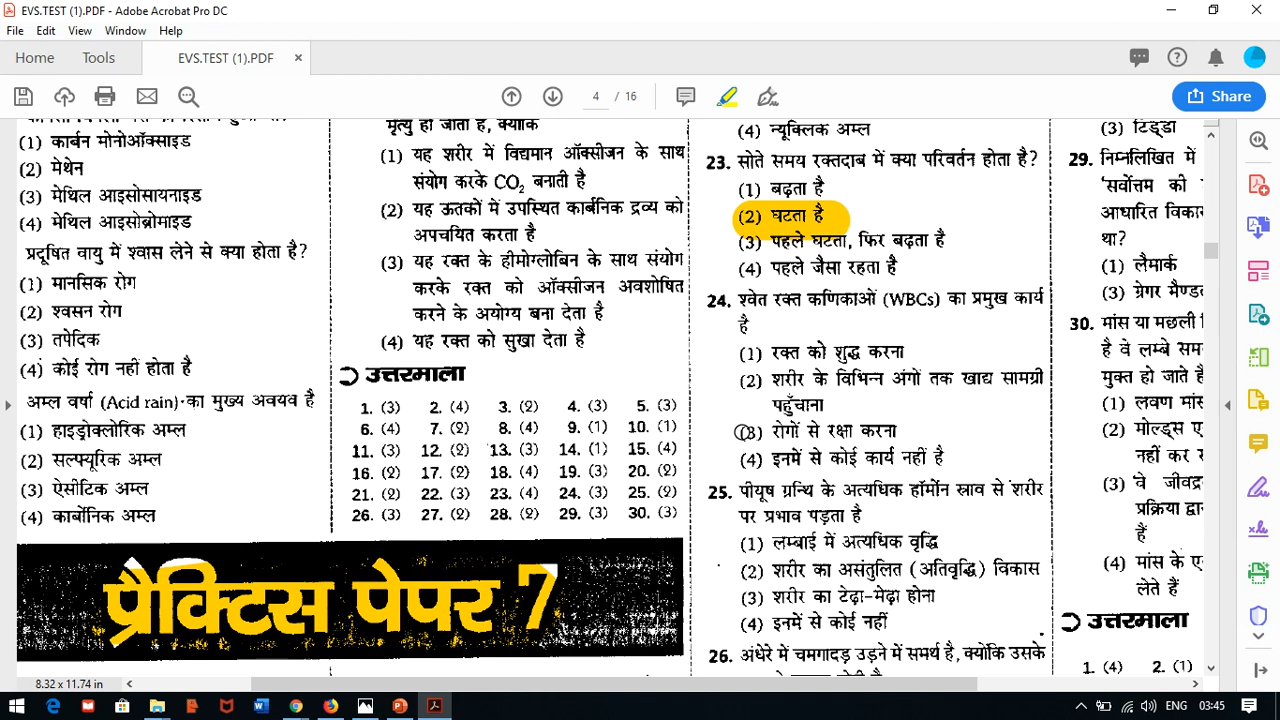 EVS.TEST (1).PDF - Adobe Acrobat Pro DC
File Edit View Window Help
Home Tools EVS.TEST (1).PDF ×
4 / 16
Share
(1) कार्बन मोनोऑक्साइड
(2) मेथेन
(3) मेथिल आइसोसायनाइड
(4) मेथिल आइसोब्रोमाइड
प्रदूषित वायु में श्वास लेने से क्या होता है?
(1) मानसिक रोग
(2) श्वसन रोग
(3) तपेदिक
(4) कोई रोग नहीं होता है
अम्ल वर्षा (Acid rain) का मुख्य अवयव है
(1) हाइड्रोक्लोरिक अम्ल
(2) सल्फ्यूरिक अम्ल
(3) ऐसीटिक अम्ल
(4) कार्बोनिक अम्ल
मृत्यु हो जाती है, क्योंकि
(1) यह शरीर में विद्यमान ऑक्सीजन के साथ
संयोग करके CO₂ बनाती है
(2) यह ऊतकों में उपस्थित कार्बनिक द्रव्य को
अपचयित करता है
(3) यह रक्त के हीमोग्लोबिन के साथ संयोग
करके रक्त को ऑक्सीजन अवशोषित
करने के अयोग्य बना देता है
(4) यह रक्त को सुखा देता है
उत्तरमाला
1. (3) 2. (4) 3. (2) 4. (3) 5. (3)
6. (4) 7. (2) 8. (4) 9. (1) 10. (1)
11. (3) 12. (2) 13. (3) 14. (1) 15. (4)
16. (2) 17. (2) 18. (4) 19. (3) 20. (2)
21. (2) 22. (3) 23. (4) 24. (3) 25. (2)
26. (3) 27. (2) 28. (2) 29. (3) 30. (3)
प्रैक्टिस पेपर 7
(4) न्यूक्लिक अम्ल
23. सोते समय रक्तदाब में क्या परिवर्तन होता है?
(1) बढ़ता है
(2) घटता है
(3) पहले घटता, फिर बढ़ता है
(4) पहले जैसा रहता है
24. श्वेत रक्त कणिकाओं (WBCs) का प्रमुख कार्य
है
(1) रक्त को शुद्ध करना
(2) शरीर के विभिन्न अंगों तक खाद्य सामग्री
पहुँचाना
(3) रोगों से रक्षा करना
(4) इनमें से कोई कार्य नहीं है
25. पीयूष ग्रन्थि के अत्यधिक हॉर्मोन स्राव से शरीर
पर प्रभाव पड़ता है
(1) लम्बाई में अत्यधिक वृद्धि
(2) शरीर का असंतुलित (अतिवृद्धि) विकास
(3) शरीर का टेढ़ा-मेढ़ा होना
(4) इनमें से कोई नहीं
26. अंधेरे में चमगादड़ उड़ने में समर्थ है, क्योंकि उसके
(3) टिड्डा
29. निम्नलिखित में
'सर्वोत्तम की
आधारित विकास
था?
(1) लैमार्क
(3) ग्रेगर मैण्डल
30. मांस या मछली
है वे लम्बे सम
मुक्त हो जाते है
(1) लवण मांस
(2) मोल्ड्स ए
नहीं कर स
(3) वे जीवद्र
प्रक्रिया द्वा
हैं
(4) मांस के ए
लेते हैं
उत्तरमाला
1. (4) 2. (1)
8.32 x 11.74 in
ENG 03:45